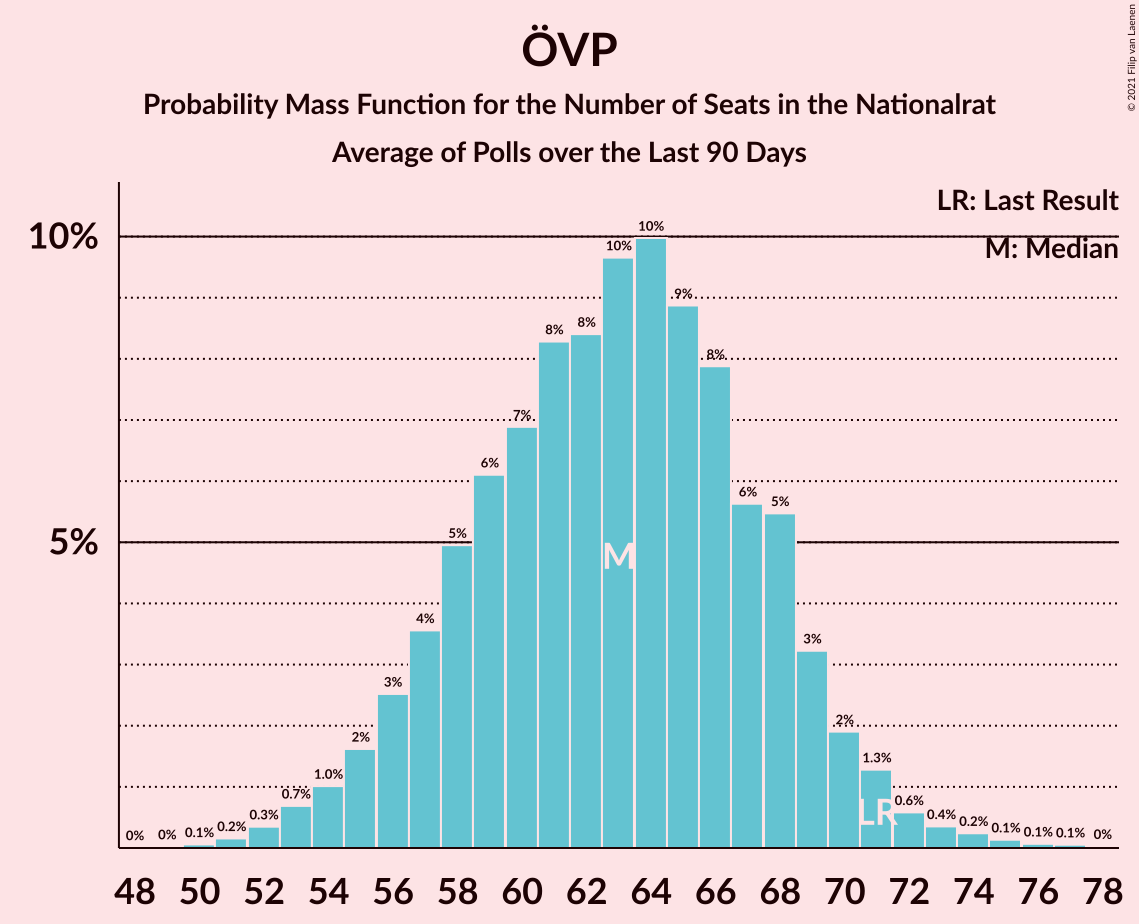 ÖVP
Probability Mass Function for the Number of Seats in the Nationalrat
Average of Polls over the Last 90 Days
© 2021 Filip van Laenen
LR: Last Result
M: Median
10%
5%
0% 0% 0.1% 0.2% 0.3% 0.7% 1.0% 2% 3% 4% 5% 6% 7% 8% 8% 10% 10% 9% 8% 6% 5% 3% 2% 1.3% 0.6% 0.4% 0.2% 0.1% 0.1% 0.1% 0%
M
LR
48 50 52 54 56 58 60 62 64 66 68 70 72 74 76 78